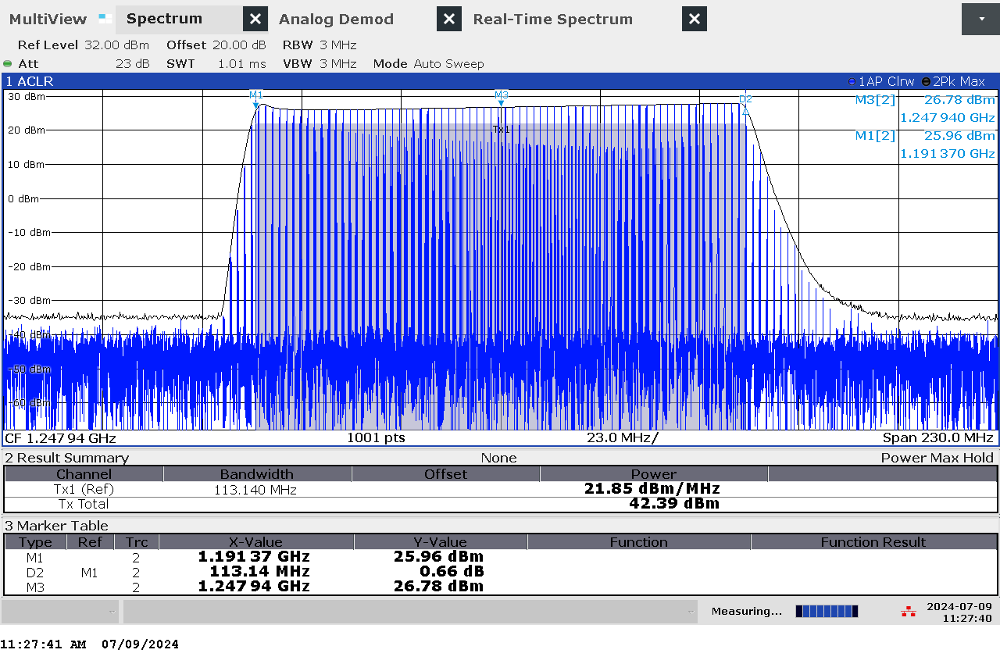 MultiView Spectrum Analog Demod Real-Time Spectrum
Ref Level 32.00 dBm Offset 20.00 dB RBW 3 MHz
Att 23 dB SWT 1.01 ms VBW 3 MHz Mode Auto Sweep
1 ACLR 1AP Clrw 2Pk Max
30 dBm M1 M3 D2 M3[2] 26.78 dBm
1.247 940 GHz
20 dBm Tx1 M1[2] 25.96 dBm
1.191 370 GHz
10 dBm
0 dBm
-10 dBm
-20 dBm
-30 dBm
-40 dBm
-50 dBm
-60 dBm
CF 1.247 94 GHz 1001 pts 23.0 MHz/ Span 230.0 MHz
2 Result Summary None Power Max Hold
Channel Bandwidth Offset Power
Tx1 (Ref) 113.140 MHz 21.85 dBm/MHz
Tx Total 42.39 dBm
3 Marker Table
Type Ref Trc X-Value Y-Value Function Function Result
M1 2 1.191 37 GHz 25.96 dBm
D2 M1 2 113.14 MHz 0.66 dB
M3 2 1.247 94 GHz 26.78 dBm
Measuring... 2024-07-09
11:27:40
11:27:41 AM 07/09/2024